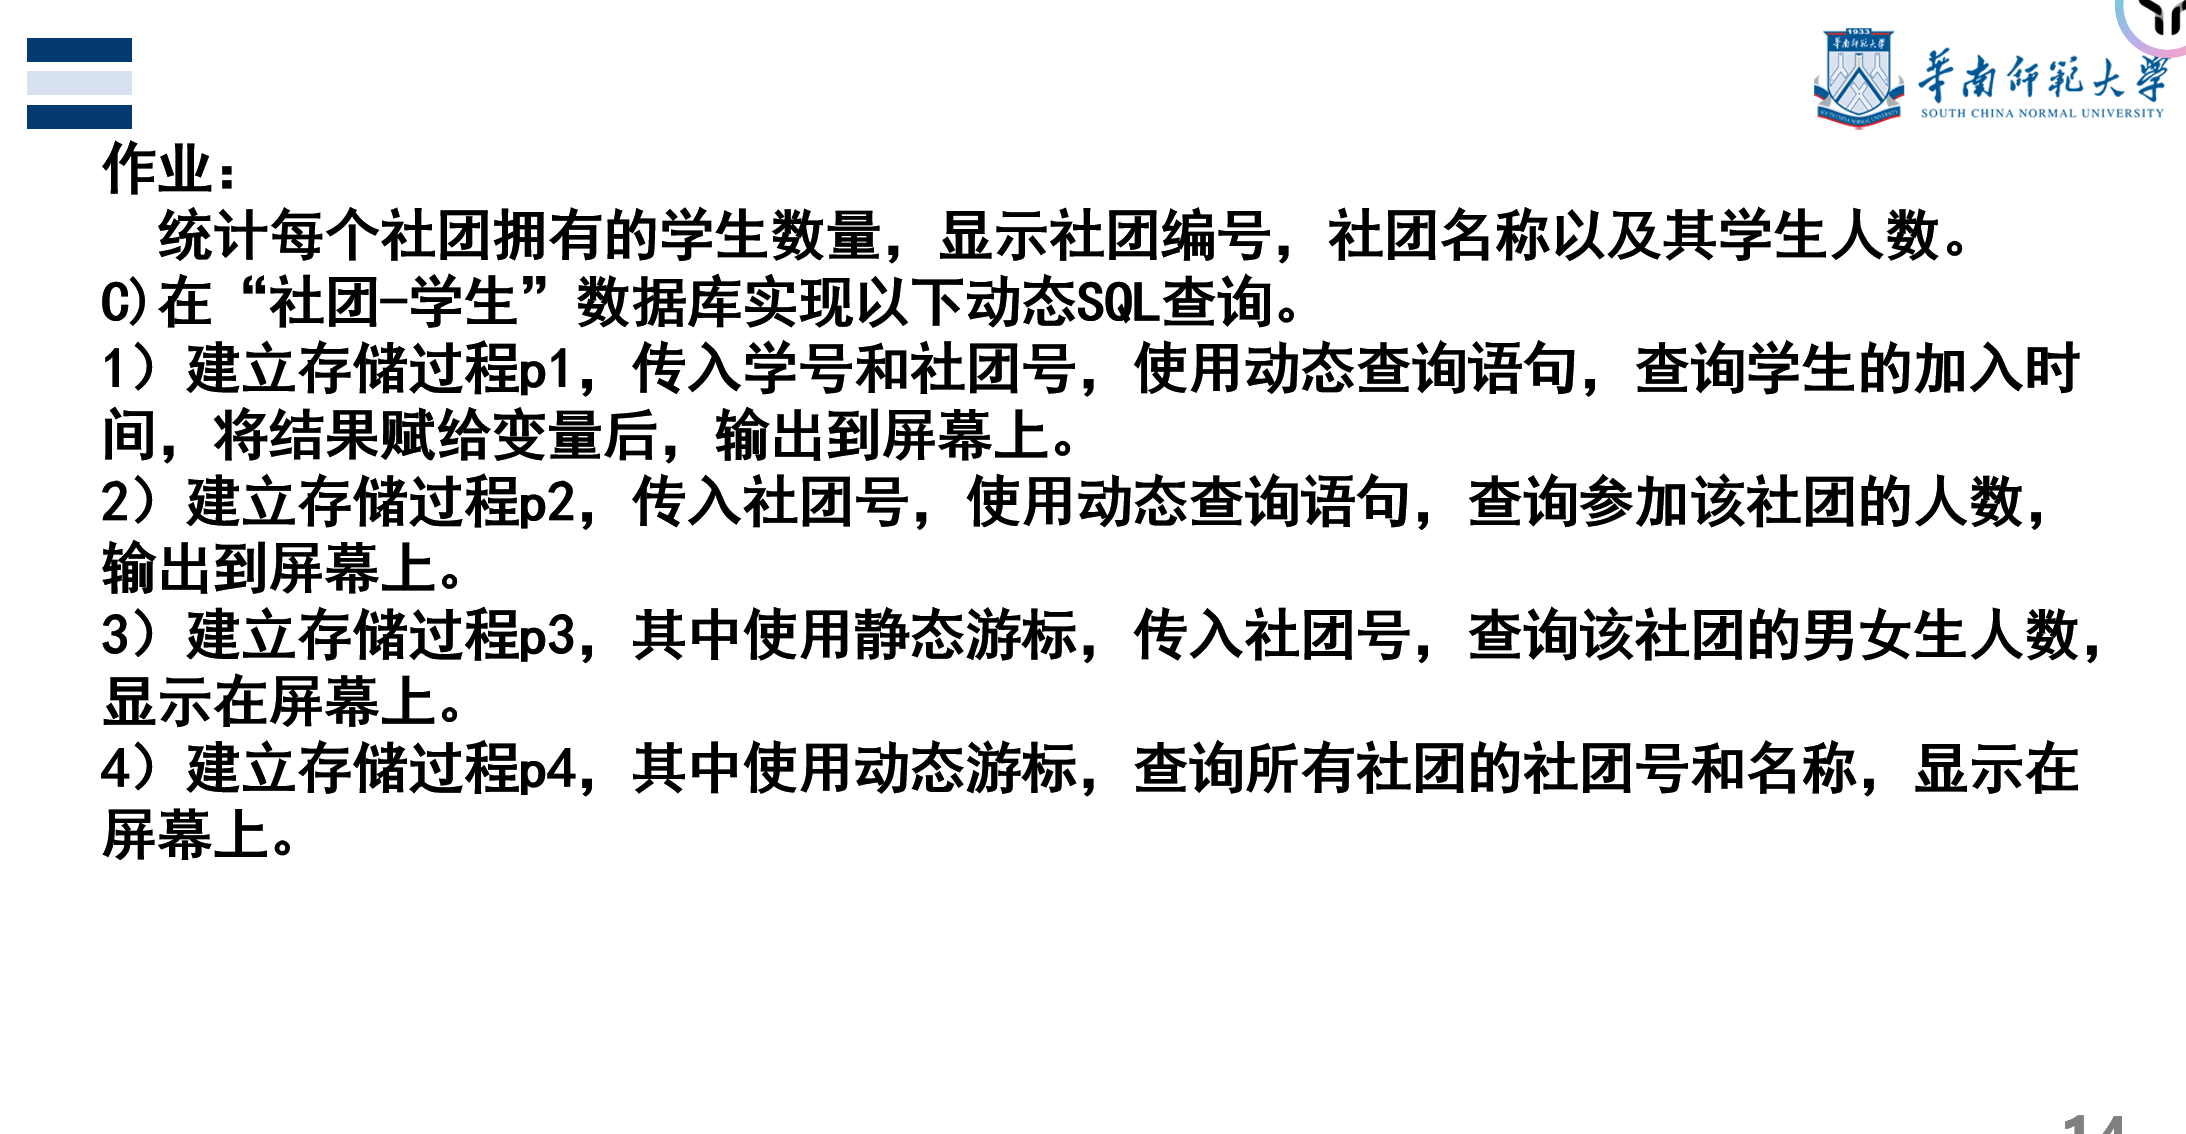 1933
华南师范大学
華南師範大學
SOUTH CHINA NORMAL UNIVERSITY
作业：
统计每个社团拥有的学生数量，显示社团编号，社团名称以及其学生人数。
C)在“社团-学生”数据库实现以下动态SQL查询。
1）建立存储过程p1，传入学号和社团号，使用动态查询语句，查询学生的加入时
间，将结果赋给变量后，输出到屏幕上。
2）建立存储过程p2，传入社团号，使用动态查询语句，查询参加该社团的人数，
输出到屏幕上。
3）建立存储过程p3，其中使用静态游标，传入社团号，查询该社团的男女生人数，
显示在屏幕上。
4）建立存储过程p4，其中使用动态游标，查询所有社团的社团号和名称，显示在
屏幕上。
14